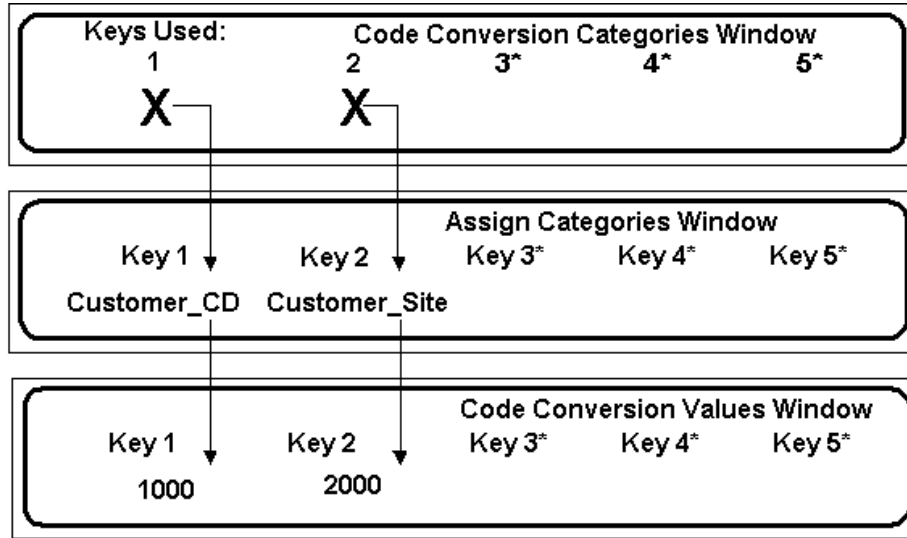 Keys Used: Code Conversion Categories Window
1 2 3* 4* 5*
X X
Assign Categories Window
Key 1 Key 2 Key 3* Key 4* Key 5*
Customer_CD Customer_Site
Code Conversion Values Window
Key 1 Key 2 Key 3* Key 4* Key 5*
1000 2000